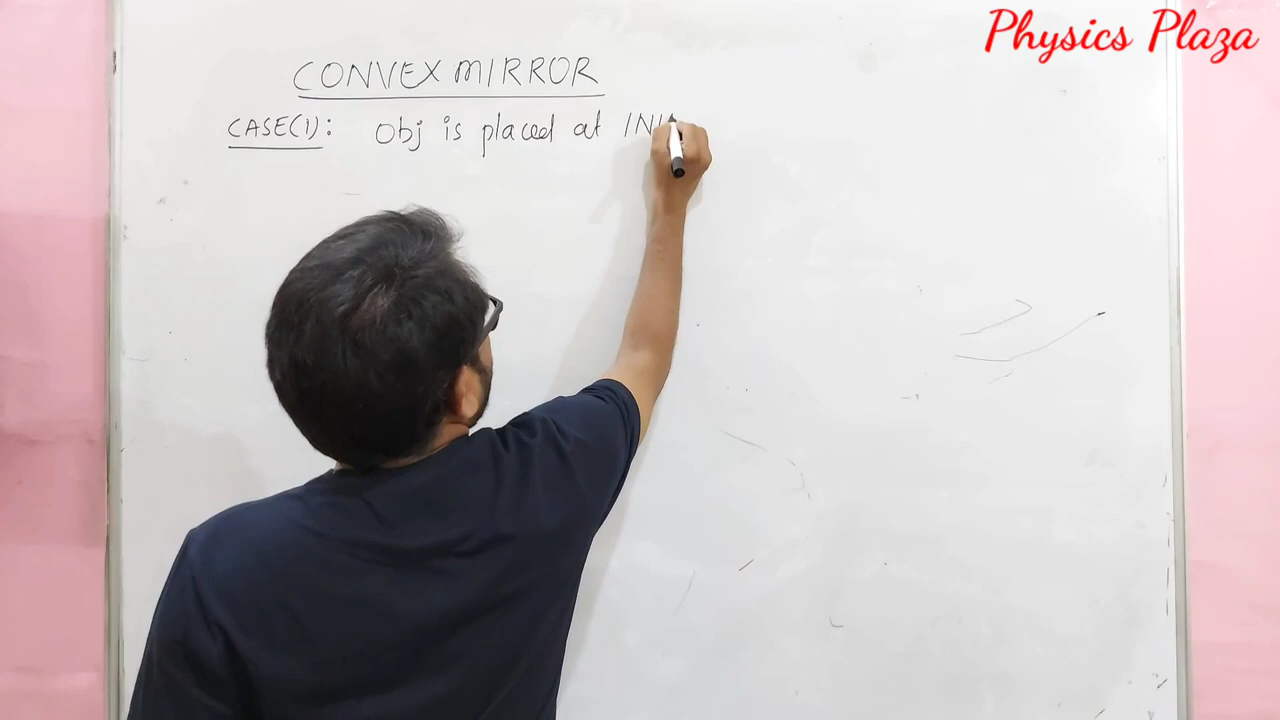 Physics Plaza
CONVEX MIRROR
CASE(1): Obj is placed at